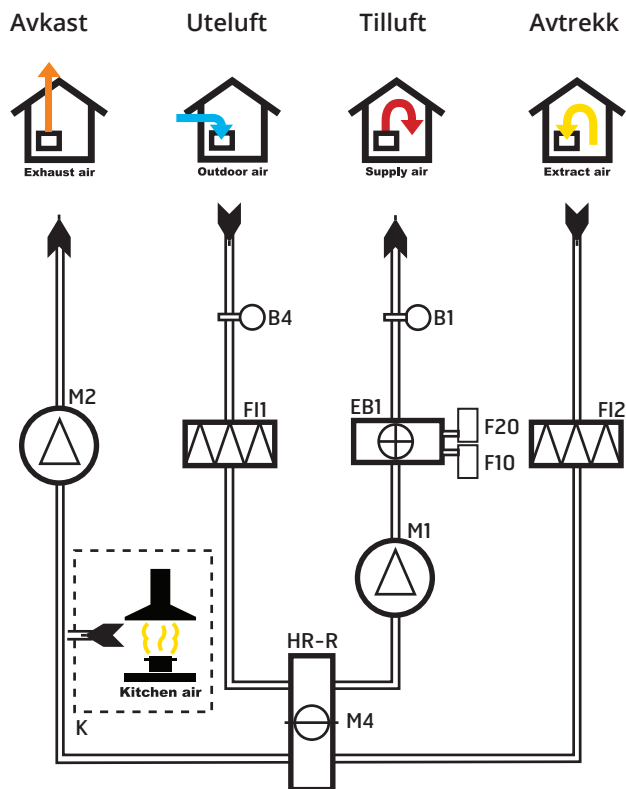 Avkast Uteluft Tilluft Avtrekk
Exhaust air Outdoor air Supply air Extract air
B4 B1
M2 FI1 EB1 F20 FI2
F10
M1
HR-R
Kitchen air
M4
K